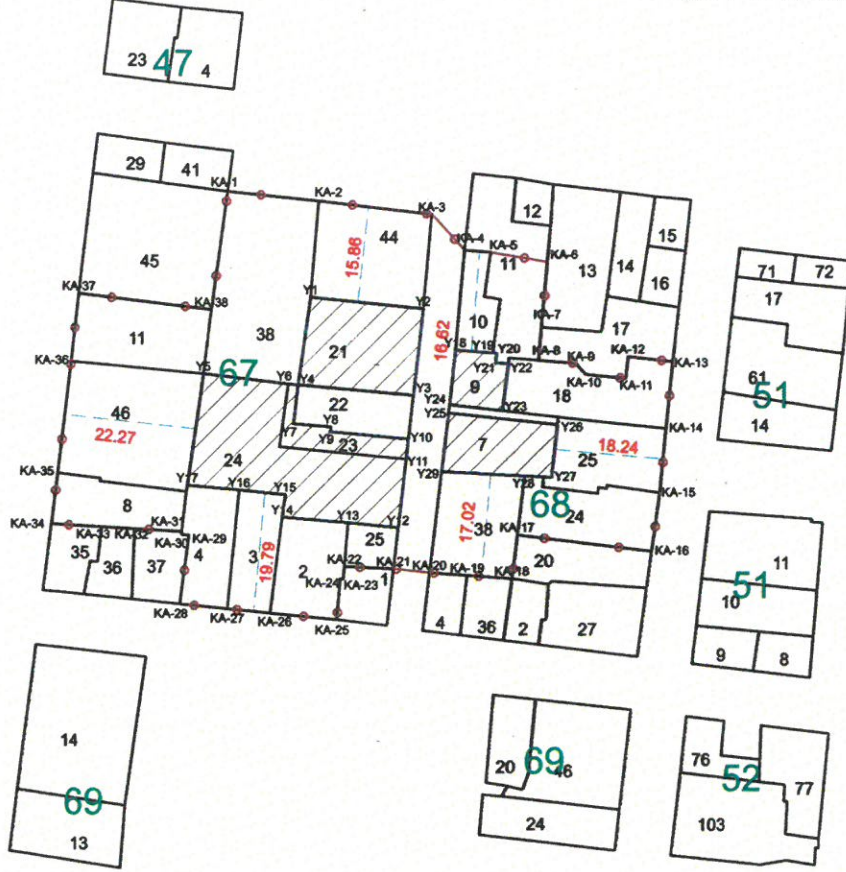 23 47 4
29 41
KA-1 KA-2 KA-3
44
15.86
45
KA-37 KA-38
Y1 Y2
11 38
21
16.62
KA-36 Y5 67 Y6 Y4 Y3
46
22.27
22
Y7 Y8 Y9 Y10
23 Y11
24
KA-35 Y17 Y16 Y15
Y14 Y13 Y12
8
KA-34 KA-33 KA-32 KA-31
KA-30 KA-29
35 36 37 4 3
19.79
2 25
KA-22 KA-21 KA-20 KA-19 KA-18
KA-24 KA-23 1
KA-28 KA-27 KA-26 KA-25
12
KA-4 KA-5 KA-6
11 13 14 15
16
10 KA-7 17
Y18 Y19 Y20 KA-8 KA-9 KA-12 KA-13
Y21 Y22 KA-10 KA-11
9 18
Y24 Y23
Y25 Y26 KA-14
7 18.24
25
Y29 Y28 Y27
KA-15
68
38 24
17.02
KA-17 KA-16
20
4 36 2 27
71 72
17
61
51
14
11
51
10
9 8
14
69
13
20 69 46
24
76 52 77
103